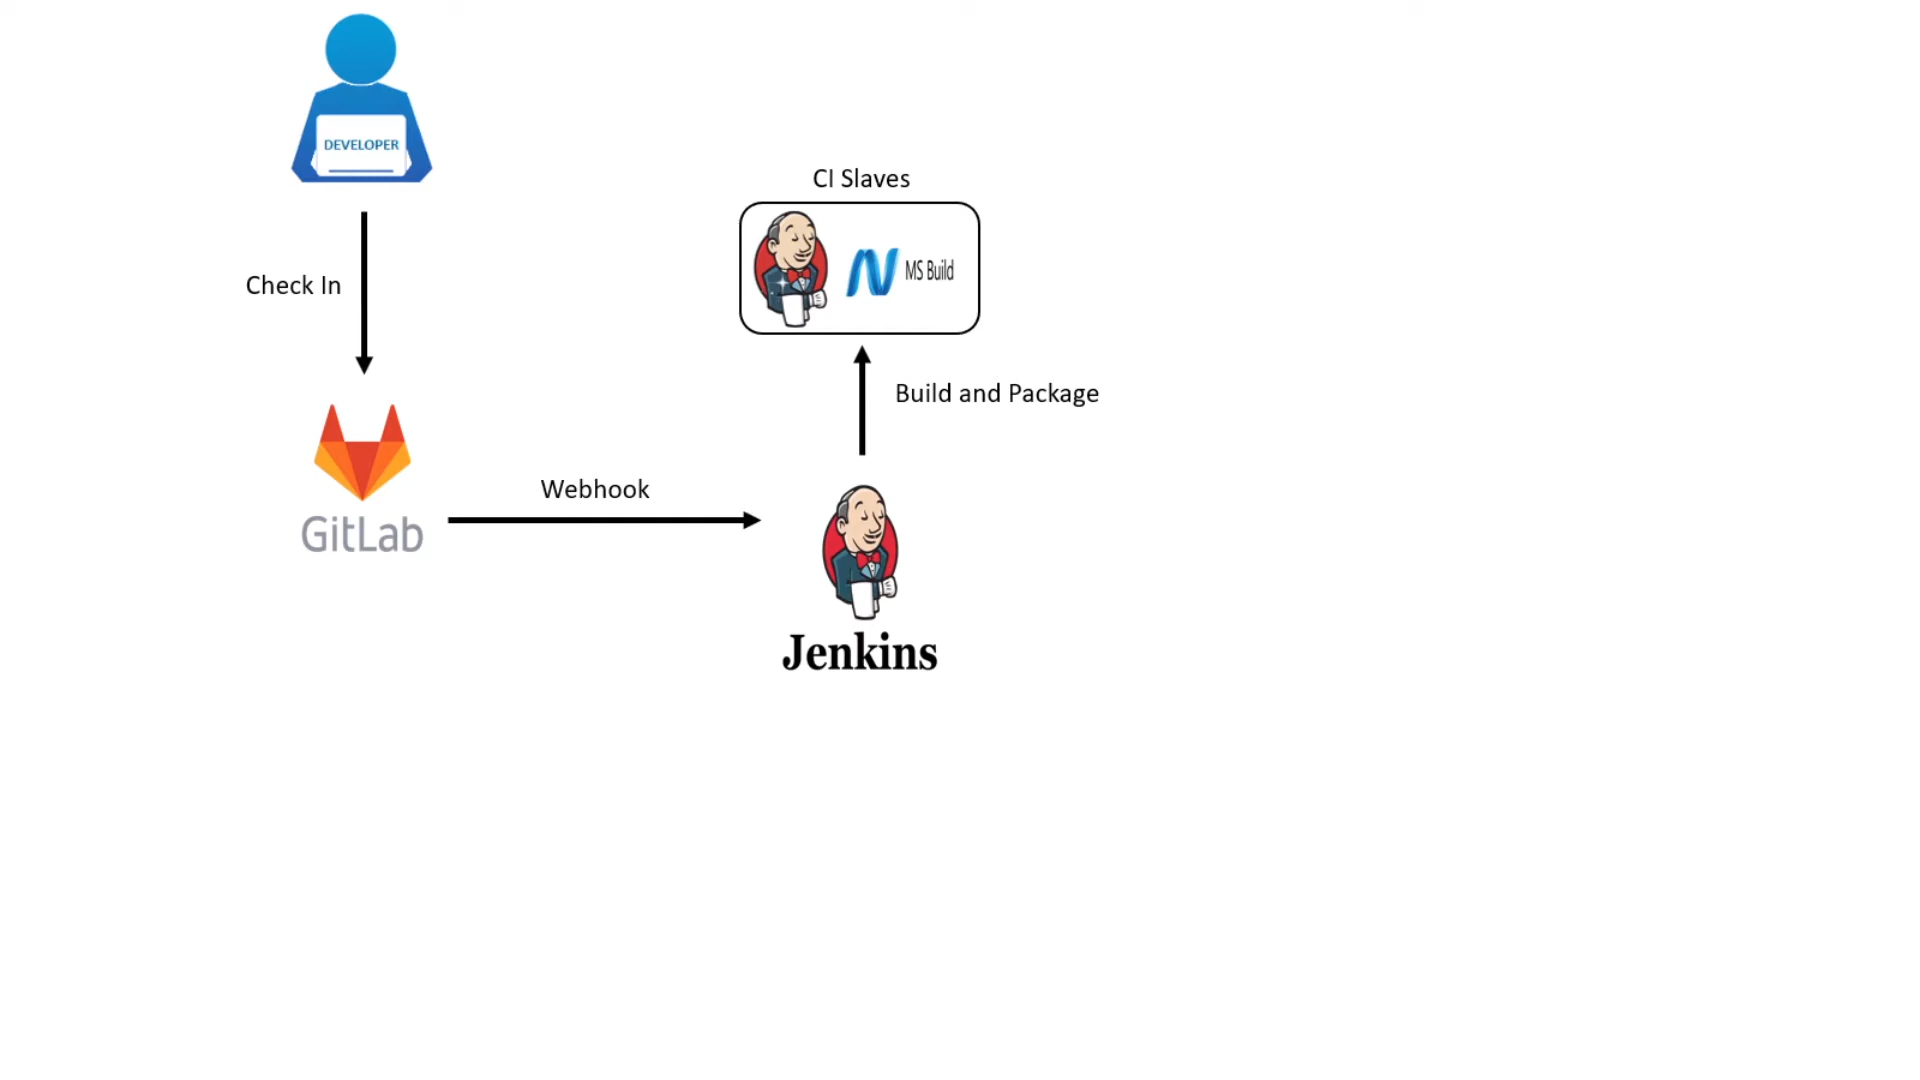 DEVELOPER
CI Slaves
MS Build
Check In
Build and Package
Webhook
GitLab
Jenkins